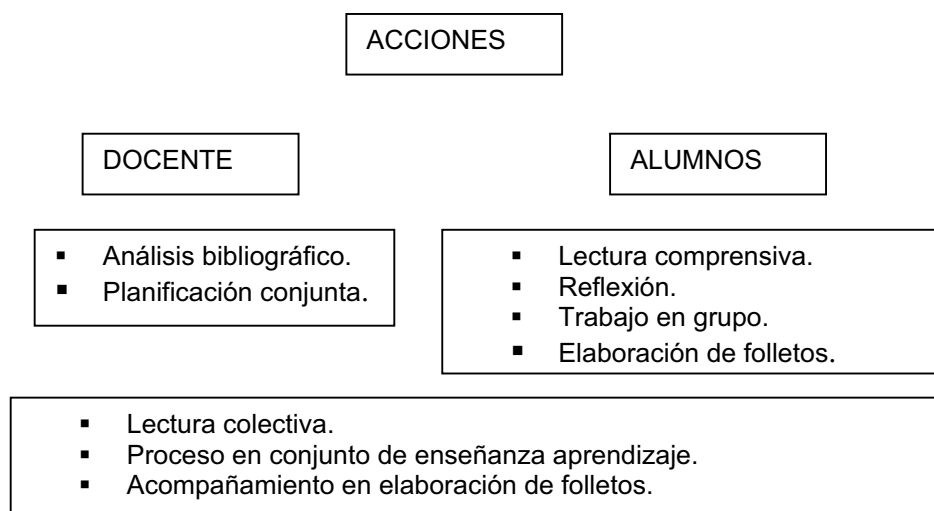 ACCIONES
DOCENTE
ALUMNOS
▪ Análisis bibliográfico.
▪ Planificación conjunta.
▪ Lectura comprensiva.
▪ Reflexión.
▪ Trabajo en grupo.
▪ Elaboración de folletos.
▪ Lectura colectiva.
▪ Proceso en conjunto de enseñanza aprendizaje.
▪ Acompañamiento en elaboración de folletos.